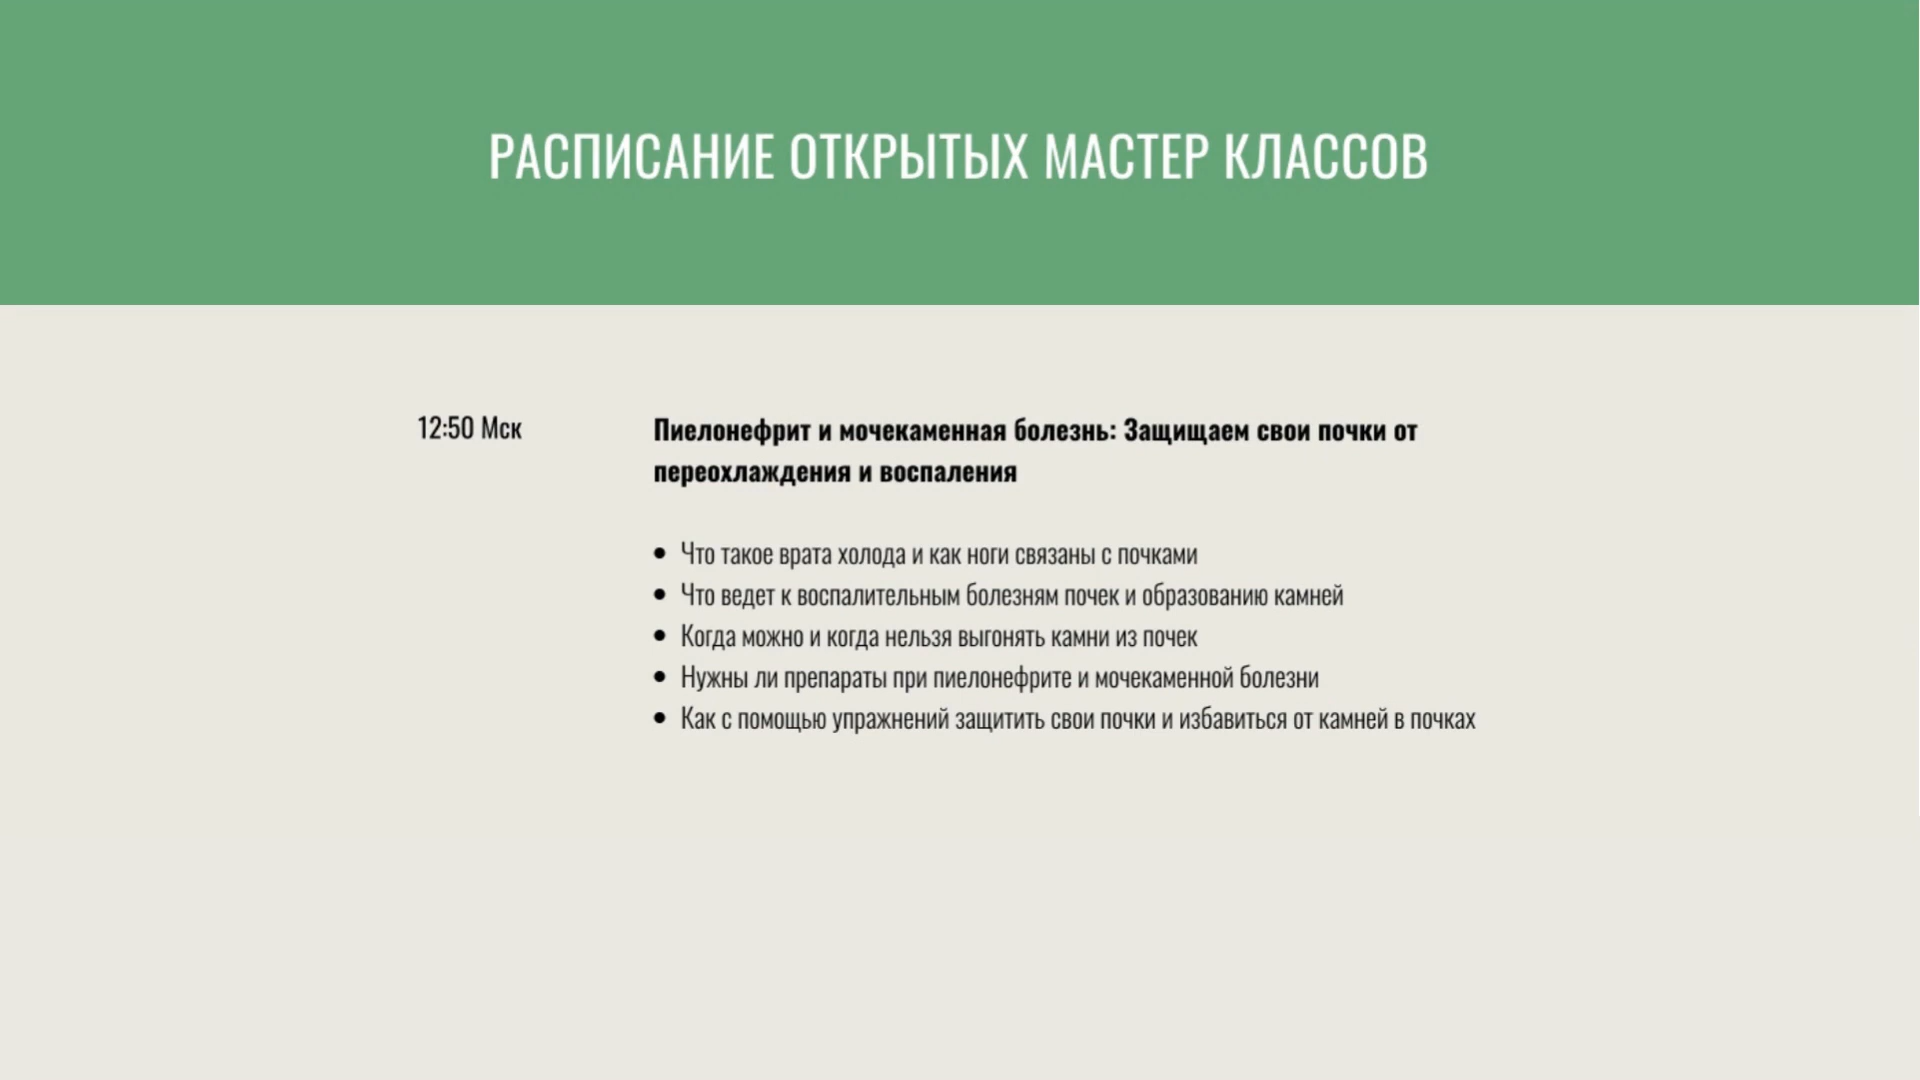 РАСПИСАНИЕ ОТКРЫТЫХ МАСТЕР КЛАССОВ
12:50 Мск
Пиелонефрит и мочекаменная болезнь: Защищаем свои почки от
переохлаждения и воспаления
• Что такое врата холода и как ноги связаны с почками
• Что ведет к воспалительным болезням почек и образованию камней
• Когда можно и когда нельзя выгонять камни из почек
• Нужны ли препараты при пиелонефрите и мочекаменной болезни
• Как с помощью упражнений защитить свои почки и избавиться от камней в почках